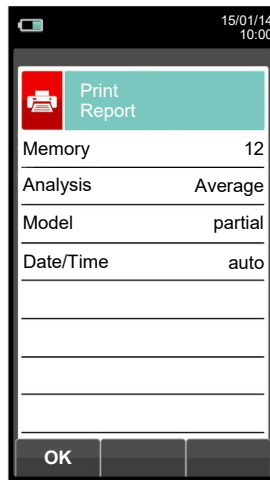 15/01/14
10:00
Print
Report
Memory 12
Analysis Average
Model partial
Date/Time auto
OK